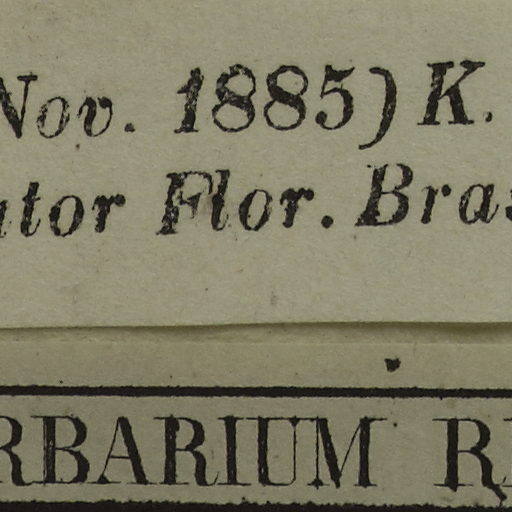 Nov. 1885) K.
ator Flor. Bras
RBARIUM R